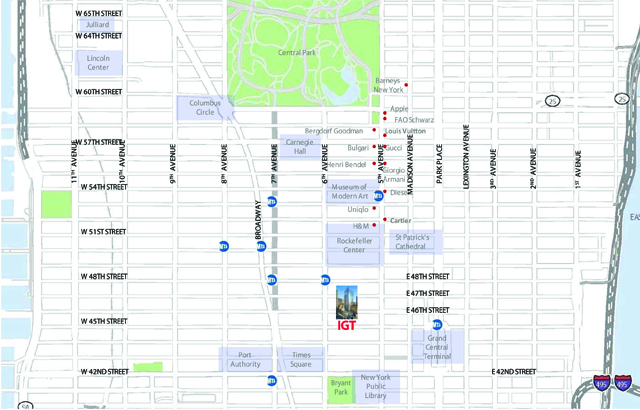 W 65TH STREET
Julliard
W 64TH STREET
Lincoln
Center
Central Park
W 60TH STREET
Barneys
New York
Columbus
Circle
25
25
Apple
FAO Schwarz
Bergdorf Goodman
Louis Vuitton
W 57TH STREET
Carnegie
Hall
Bulgari
Gucci
Henri Bendel
Giorgio
Armani
11TH AVENUE
10TH AVENUE
9TH AVENUE
8TH AVENUE
7TH AVENUE
6TH AVENUE
5TH AVENUE
MADISON AVENUE
PARK PLACE
LEXINGTON AVENUE
3RD AVENUE
2ND AVENUE
1ST AVENUE
BROADWAY
W 54TH STREET
Museum of
Modern Art
Diesel
Uniqlo
Cartier
H&M
W 51ST STREET
Rockefeller
Center
St Patrick's
Cathedral
W 48TH STREET
E 48TH STREET
E 47TH STREET
E 46TH STREET
IGT
W 45TH STREET
Grand
Central
Terminal
Port
Authority
Times
Square
W 42ND STREET
E 42ND STREET
Bryant
Park
New York
Public
Library
495
495